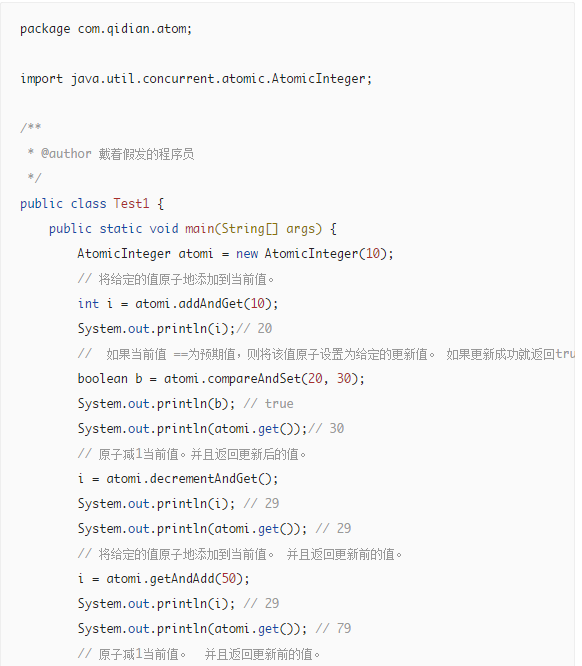 package com.qidian.atom;
import java.util.concurrent.atomic.AtomicInteger;
/**
 * @author 戴着假发的程序员
 */
public class Test1 {
    public static void main(String[] args) {
        AtomicInteger atomi = new AtomicInteger(10);
        // 将给定的值原子地添加到当前值。
        int i = atomi.addAndGet(10);
        System.out.println(i);// 20
        //  如果当前值 ==为预期值，则将该值原子设置为给定的更新值。 如果更新成功就返回tru
        boolean b = atomi.compareAndSet(20, 30);
        System.out.println(b); // true
        System.out.println(atomi.get());// 30
        // 原子减1当前值。并且返回更新后的值。
        i = atomi.decrementAndGet();
        System.out.println(i); // 29
        System.out.println(atomi.get()); // 29
        // 将给定的值原子地添加到当前值。 并且返回更新前的值。
        i = atomi.getAndAdd(50);
        System.out.println(i); // 29
        System.out.println(atomi.get()); // 79
        // 原子减1当前值。  并且返回更新前的值。